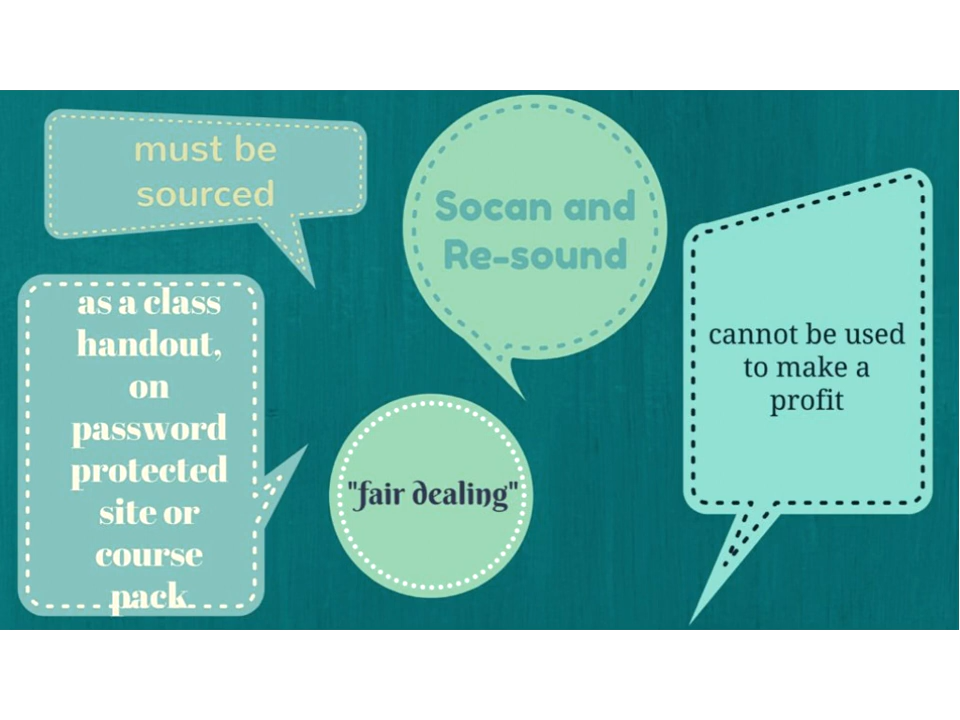 must be
sourced
Socan and
Re-sound
as a class
handout,
on
password
protected
site or
course
pack
"fair dealing"
cannot be used
to make a
profit